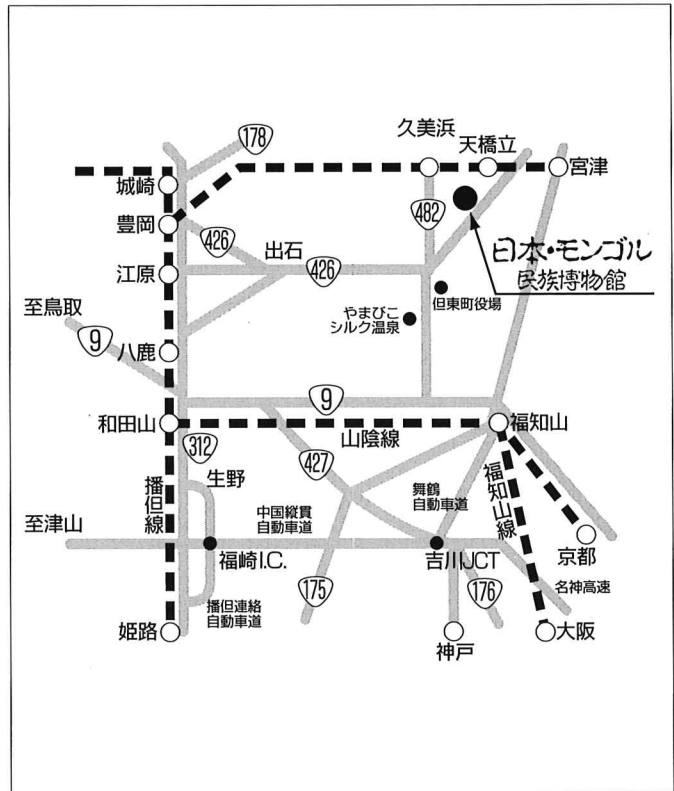 178
久美浜
天橋立
宮津
城崎
482
豊岡
426
出石
426
日本・モンゴル
民族博物館
江原
但東町役場
至鳥取
やまびこ
シルク温泉
9
八鹿
9
和田山
山陰線
福知山
312
427
播但線
生野
中国縦貫
自動車道
舞鶴
自動車道
福知山線
至津山
福崎I.C.
吉川JCT
京都
175
176
名神高速
播但連絡
自動車道
姫路
神戸
大阪